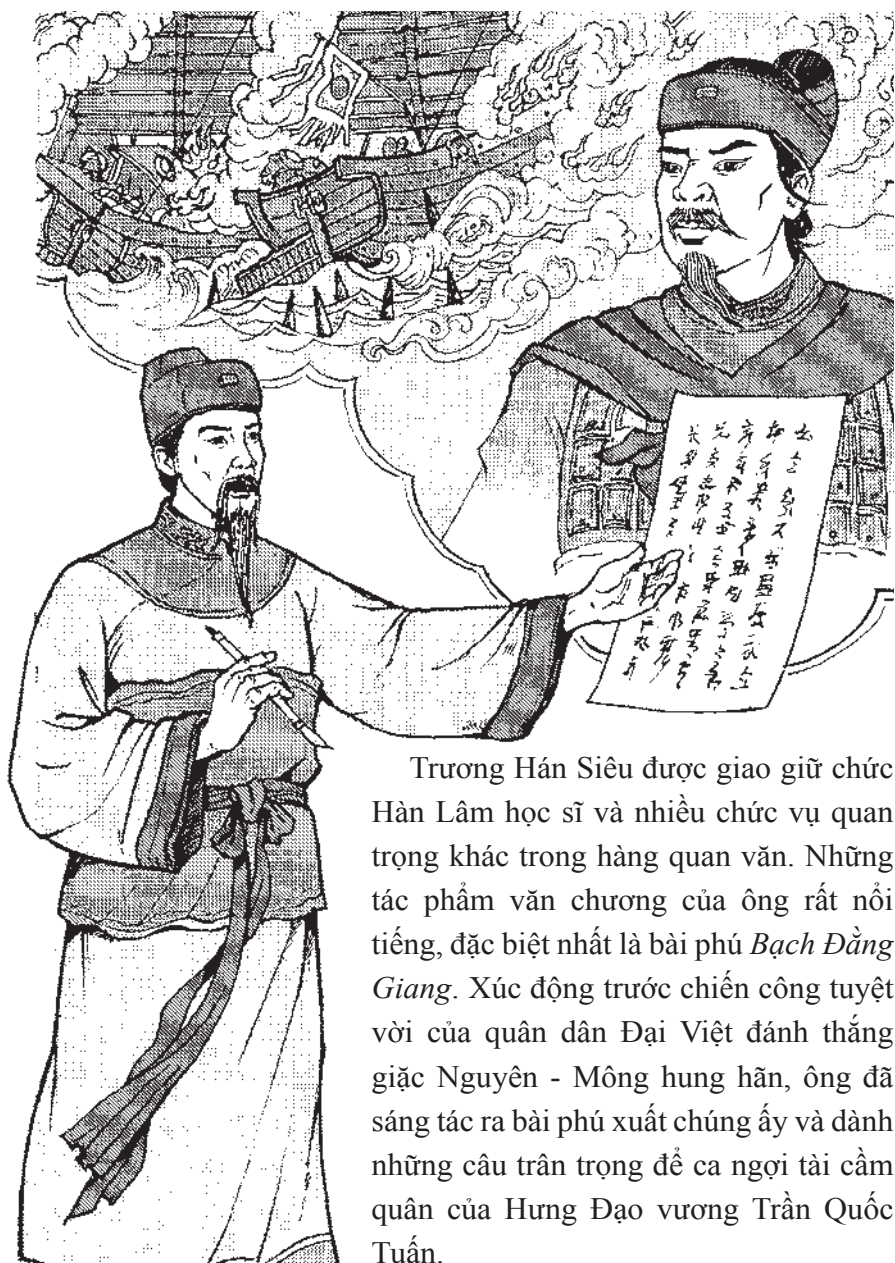 Trương Hán Siêu được giao giữ chức
Hàn Lâm học sĩ và nhiều chức vụ quan
trọng khác trong hàng quan văn. Những
tác phẩm văn chương của ông rất nổi
tiếng, đặc biệt nhất là bài phú Bạch Đằng
Giang. Xúc động trước chiến công tuyệt
vời của quân dân Đại Việt đánh thắng
giặc Nguyên - Mông hung hãn, ông đã
sáng tác ra bài phú xuất chúng ấy và dành
những câu trân trọng để ca ngợi tài cầm
quân của Hưng Đạo vương Trần Quốc
Tuấn.